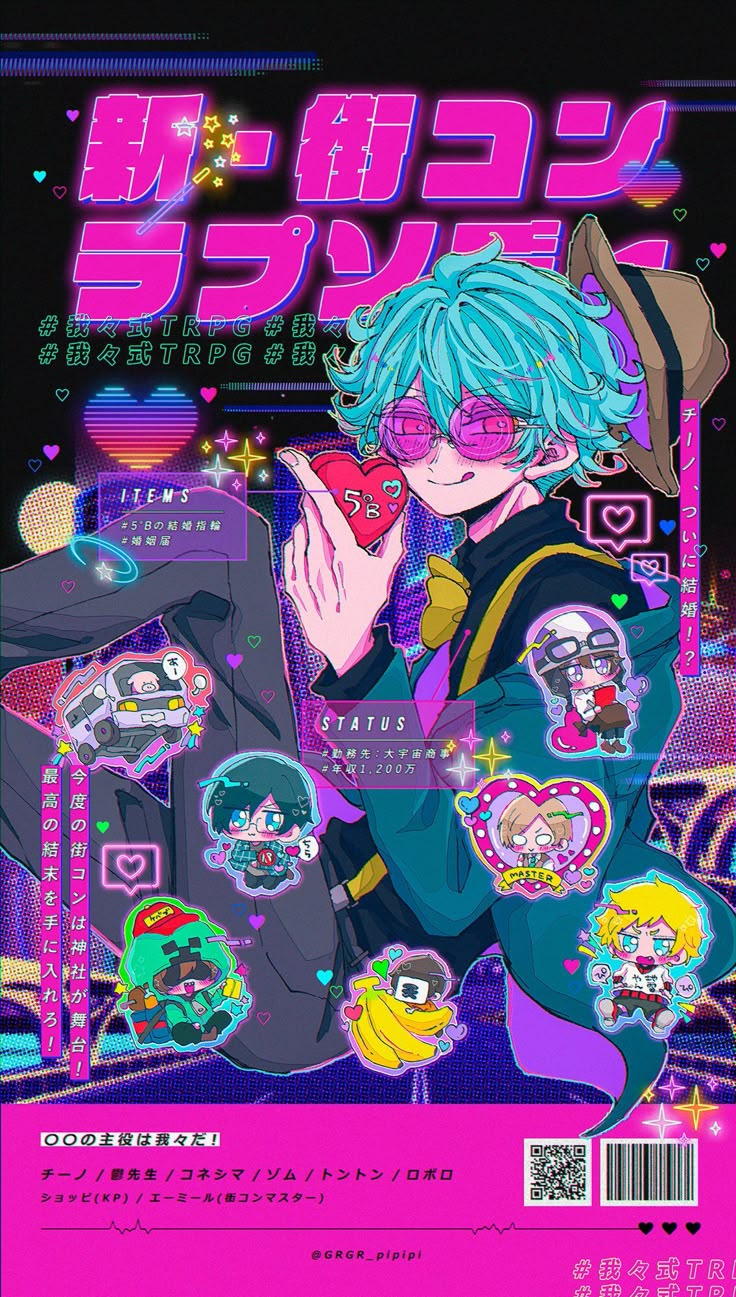 新・街コン
ラプソディ
#我々式TRPG #我々
#我々式TRPG #我
チーノ、ついに結婚！？
ITEMS
#5°Bの結婚指輪
#婚姻届
5°B
あー
STATUS
#勤務先：大宇宙商事
#年収1,200万
今度の街コンは神社が舞台！
最高の結末を手に入れろ！
MASTER
〇〇の主役は我々だ！
チーノ / 鬱先生 / コネシマ / ゾム / トントン / ロボロ
ショッピ(KP) / エーミール(街コンマスター)
@GRGR_pipipi
#我々式TRP